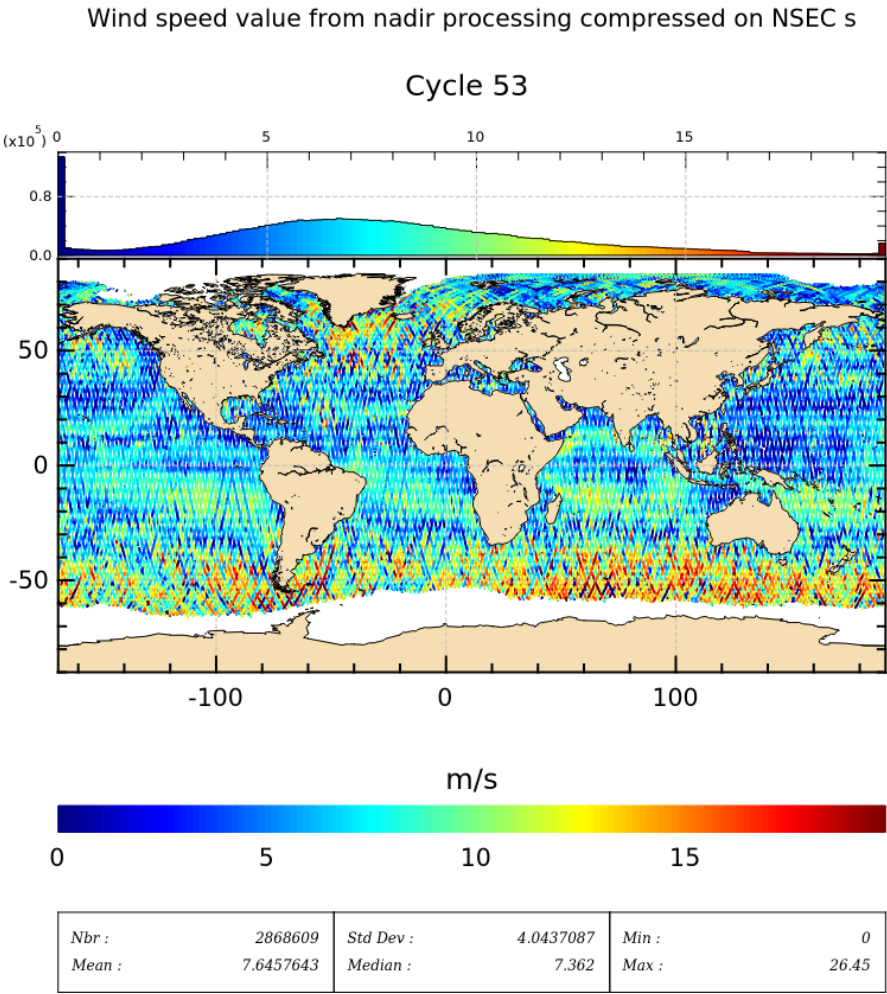 Wind speed value from nadir processing compressed on NSEC s
Cycle 53
(x10^5) 0 5 10 15
0.8
0.0
50
0
-50
-100 0 100
m/s
0 5 10 15
Nbr : 2868609 Std Dev : 4.0437087 Min : 0
Mean : 7.6457643 Median : 7.362 Max : 26.45